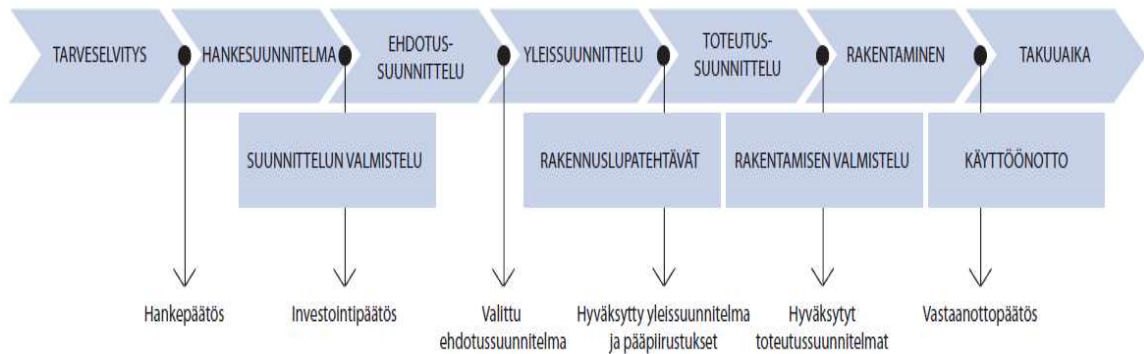 TARVESELVITYS
HANKESUUNNITELMA
EHDOTUS-
SUUNNITTELU
YLEISSUUNNITTELU
TOTEUTUS-
SUUNNITTELU
RAKENTAMINEN
TAKUUAIKA
SUUNNITTELUN VALMISTELU
RAKENNUSLUPATEHTÄVÄT
RAKENTAMISEN VALMISTELU
KÄYTTÖÖNOTTO
Hankepäätös
Investointipäätös
Valittu
ehdotussuunnitelma
Hyväksytty yleissuunnitelma
ja pääpiirustukset
Hyväksytyt
toteutussuunnitelmat
Vastaanottopäätös